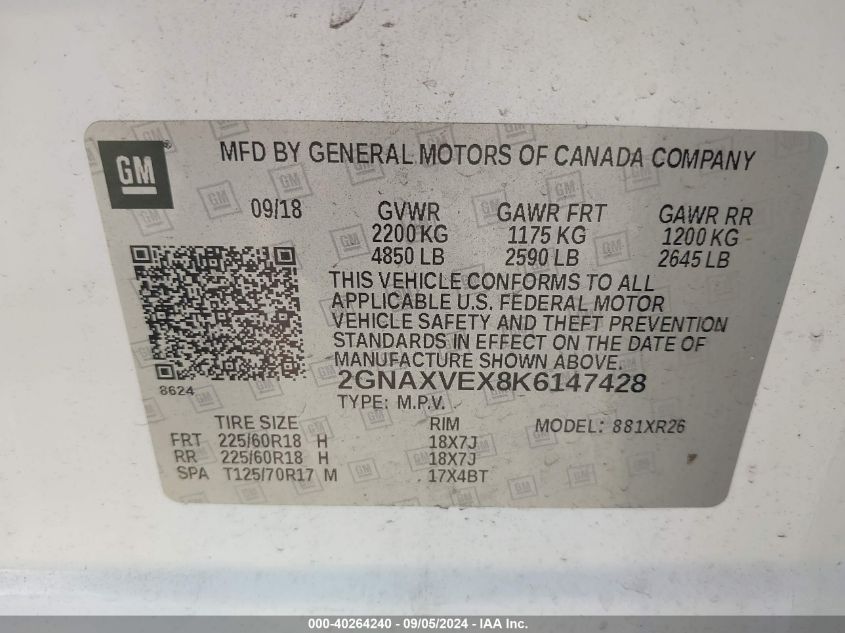 GM
MFD BY GENERAL MOTORS OF CANADA COMPANY
09/18 GVWR GAWR FRT GAWR RR
2200 KG 1175 KG 1200 KG
4850 LB 2590 LB 2645 LB
THIS VEHICLE CONFORMS TO ALL
APPLICABLE U.S. FEDERAL MOTOR
VEHICLE SAFETY AND THEFT PREVENTION
STANDARDS IN EFFECT ON THE DATE OF
MANUFACTURE SHOWN ABOVE.
8624 2GNAXVEX8K6147428
TYPE: M.P.V.
TIRE SIZE RIM MODEL: 881XR26
FRT 225/60R18 H 18X7J
RR 225/60R18 H 18X7J
SPA T125/70R17 M 17X4BT
000-40264240 - 09/05/2024 - IAA Inc.